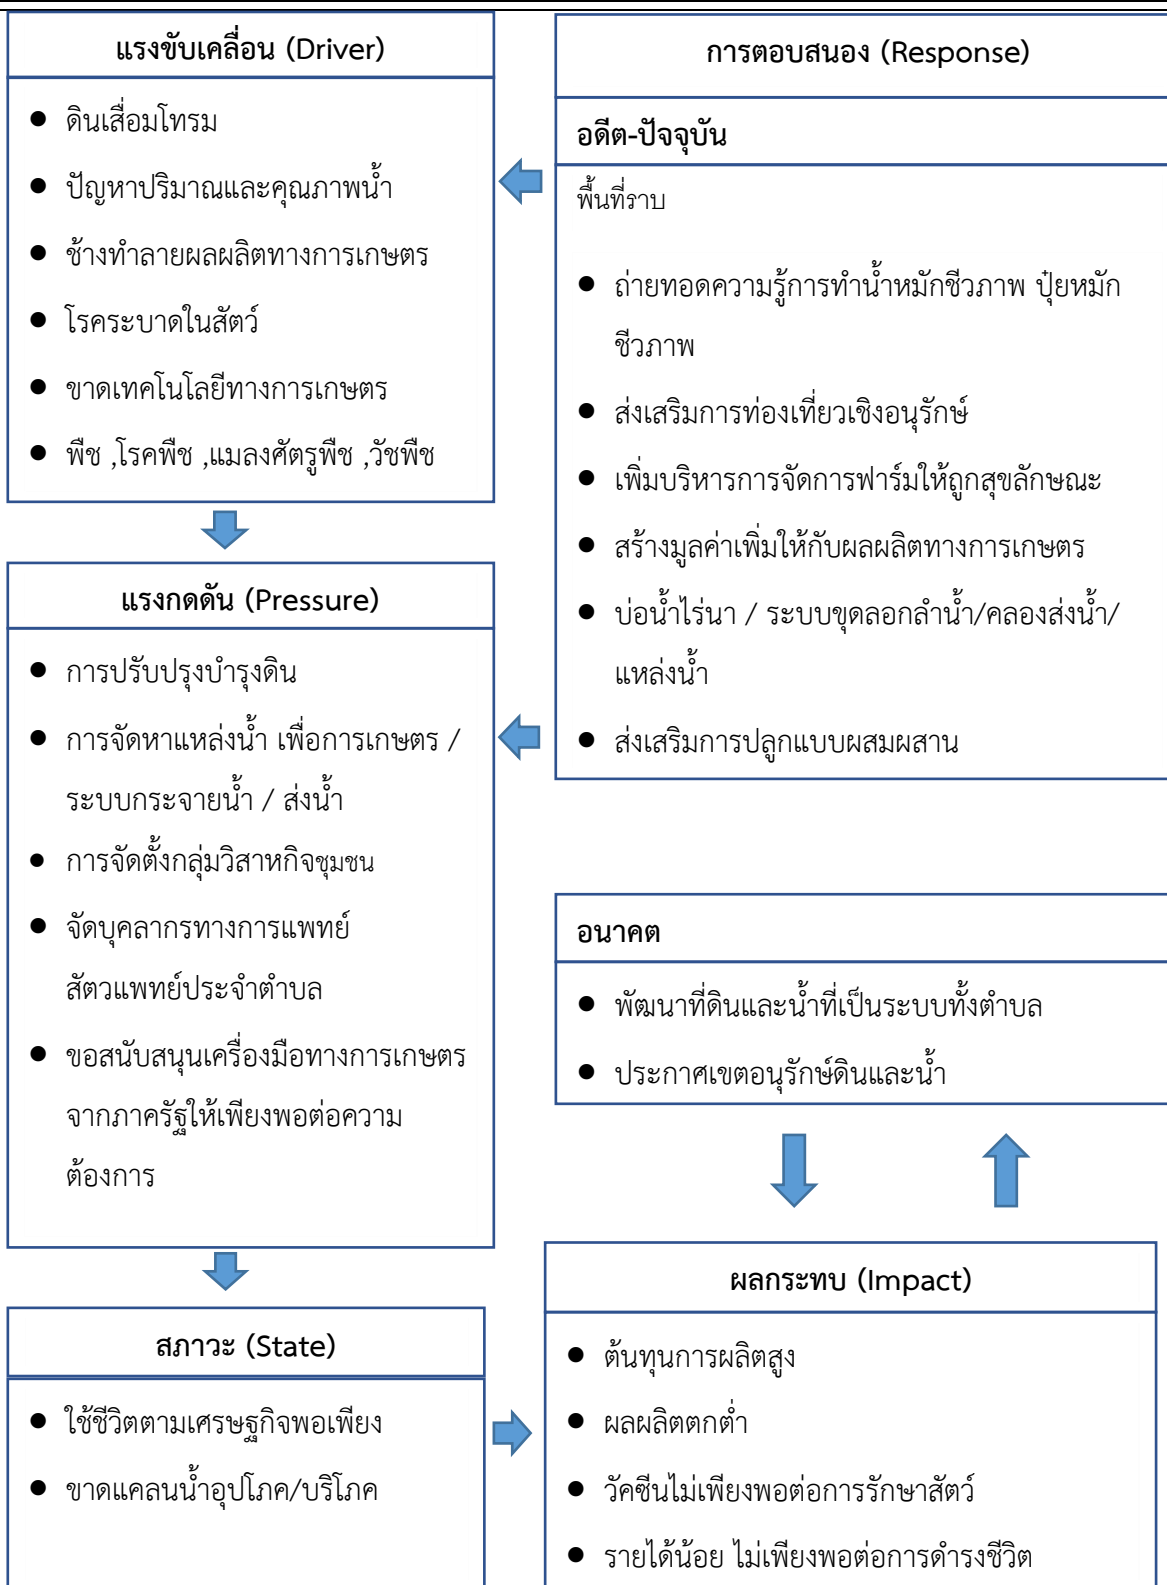 แรงขับเคลื่อน (Driver)
ดินเสื่อมโทรม
ปัญหาปริมาณและคุณภาพน้ำ
ช้างทำลายผลผลิตทางการเกษตร
โรคระบาดในสัตว์
ขาดเทคโนโลยีทางการเกษตร
พืช ,โรคพืช ,แมลงศัตรูพืช ,วัชพืช
แรงกดดัน (Pressure)
การปรับปรุงบำรุงดิน
การจัดหาแหล่งน้ำ เพื่อการเกษตร /
ระบบกระจายน้ำ / ส่งน้ำ
การจัดตั้งกลุ่มวิสาหกิจชุมชน
จัดบุคลากรทางการแพทย์
สัตวแพทย์ประจำตำบล
ขอสนับสนุนเครื่องมือทางการเกษตร
จากภาครัฐให้เพียงพอต่อความ
ต้องการ
สภาวะ (State)
ใช้ชีวิตตามเศรษฐกิจพอเพียง
ขาดแคลนน้ำอุปโภค/บริโภค
การตอบสนอง (Response)
อดีต-ปัจจุบัน
พื้นที่ราบ
ถ่ายทอดความรู้การทำน้ำหมักชีวภาพ ปุ๋ยหมัก
ชีวภาพ
ส่งเสริมการท่องเที่ยวเชิงอนุรักษ์
เพิ่มบริหารการจัดการฟาร์มให้ถูกสุขลักษณะ
สร้างมูลค่าเพิ่มให้กับผลผลิตทางการเกษตร
บ่อน้ำไร่นา / ระบบขุดลอกลำน้ำ/คลองส่งน้ำ/
แหล่งน้ำ
ส่งเสริมการปลูกแบบผสมผสาน
อนาคต
พัฒนาที่ดินและน้ำที่เป็นระบบทั้งตำบล
ประกาศเขตอนุรักษ์ดินและน้ำ
ผลกระทบ (Impact)
ต้นทุนการผลิตสูง
ผลผลิตตกต่ำ
วัคซีนไม่เพียงพอต่อการรักษาสัตว์
รายได้น้อย ไม่เพียงพอต่อการดำรงชีวิต